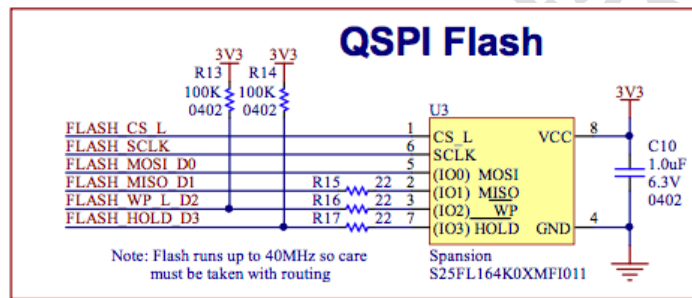 QSPI Flash
3V3 3V3
R13 R14
100K 100K
0402 0402
3V3
U3
FLASH_CS_L 1 CS_L VCC 8
FLASH_SCLK 6 SCLK
FLASH_MOSI_D0 5 (IO0) MOSI
FLASH_MISO_D1 R15 22 2 (IO1) MISO
FLASH_WP_L_D2 R16 22 3 (IO2) WP
FLASH_HOLD_D3 R17 22 7 (IO3) HOLD GND 4
C10
1.0uF
6.3V
0402
Note: Flash runs up to 40MHz so care
must be taken with routing
Spansion
S25FL164K0XMFI011